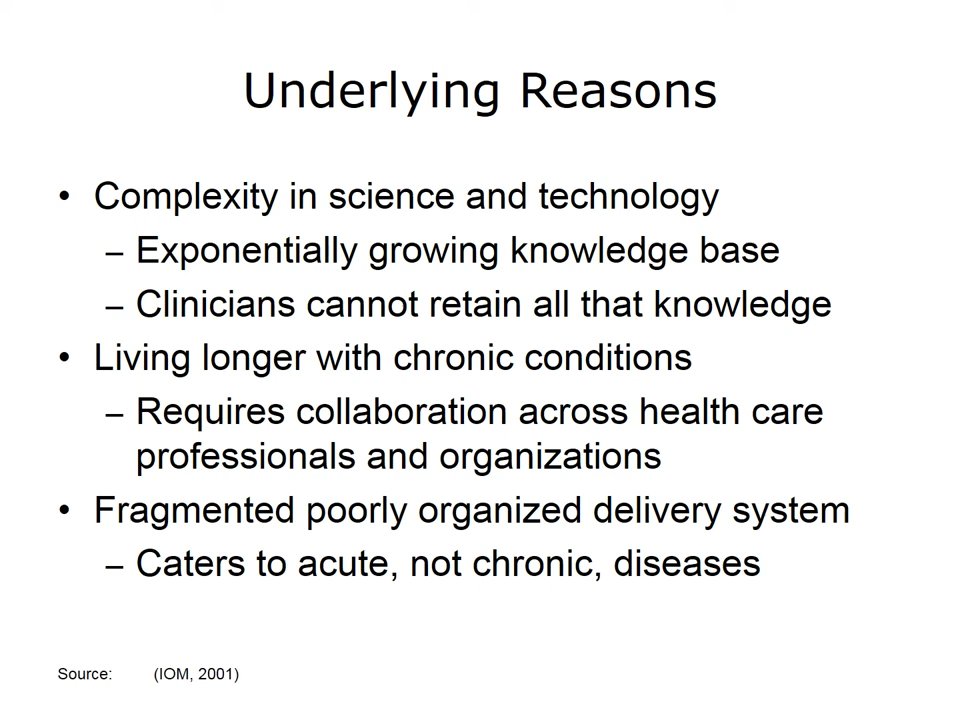 Underlying Reasons
• Complexity in science and technology
– Exponentially growing knowledge base
– Clinicians cannot retain all that knowledge
• Living longer with chronic conditions
– Requires collaboration across health care
professionals and organizations
• Fragmented poorly organized delivery system
– Caters to acute, not chronic, diseases
Source: (IOM, 2001)